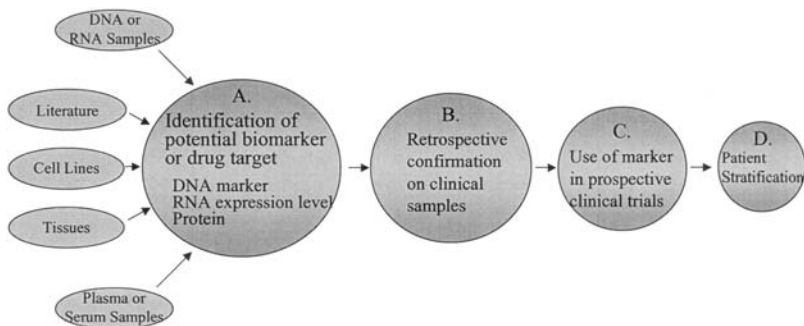 DNA or
RNA Samples
Literature
Cell Lines
Tissues
Plasma or
Serum Samples
A.
Identification of
potential biomarker
or drug target
DNA marker
RNA expression level
Protein
B.
Retrospective
confirmation
on clinical
samples
C.
Use of marker
in prospective
clinical trials
D.
Patient
Stratification